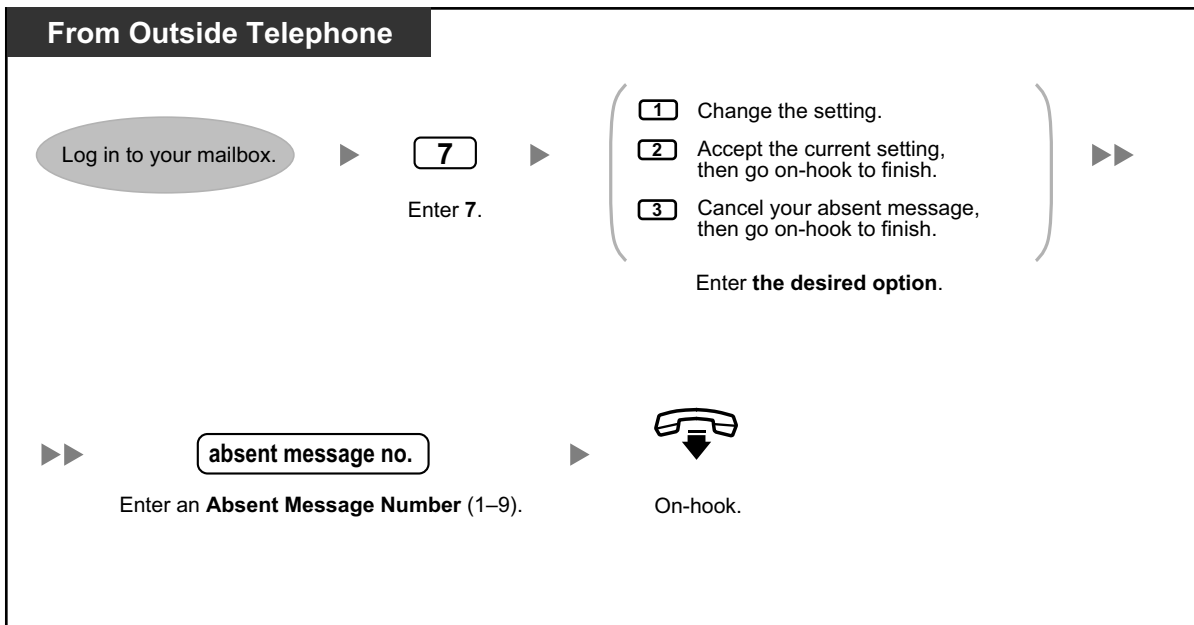 From Outside Telephone
Log in to your mailbox.
7
Enter 7.
1 Change the setting.
2 Accept the current setting,
then go on-hook to finish.
3 Cancel your absent message,
then go on-hook to finish.
Enter the desired option.
absent message no.
Enter an Absent Message Number (1–9).
On-hook.